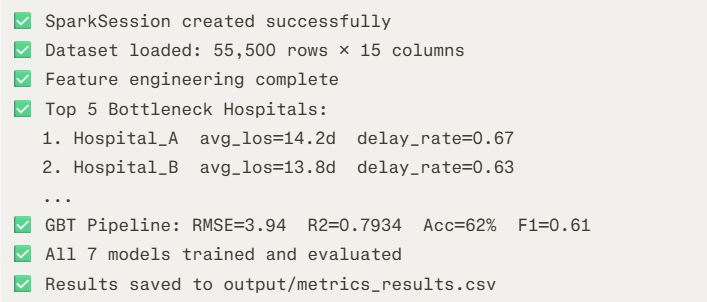 ✅ SparkSession created successfully
✅ Dataset loaded: 55,500 rows × 15 columns
✅ Feature engineering complete
✅ Top 5 Bottleneck Hospitals:
1. Hospital_A avg_los=14.2d delay_rate=0.67
2. Hospital_B avg_los=13.8d delay_rate=0.63
...
✅ GBT Pipeline: RMSE=3.94 R2=0.7934 Acc=62% F1=0.61
✅ All 7 models trained and evaluated
✅ Results saved to output/metrics_results.csv